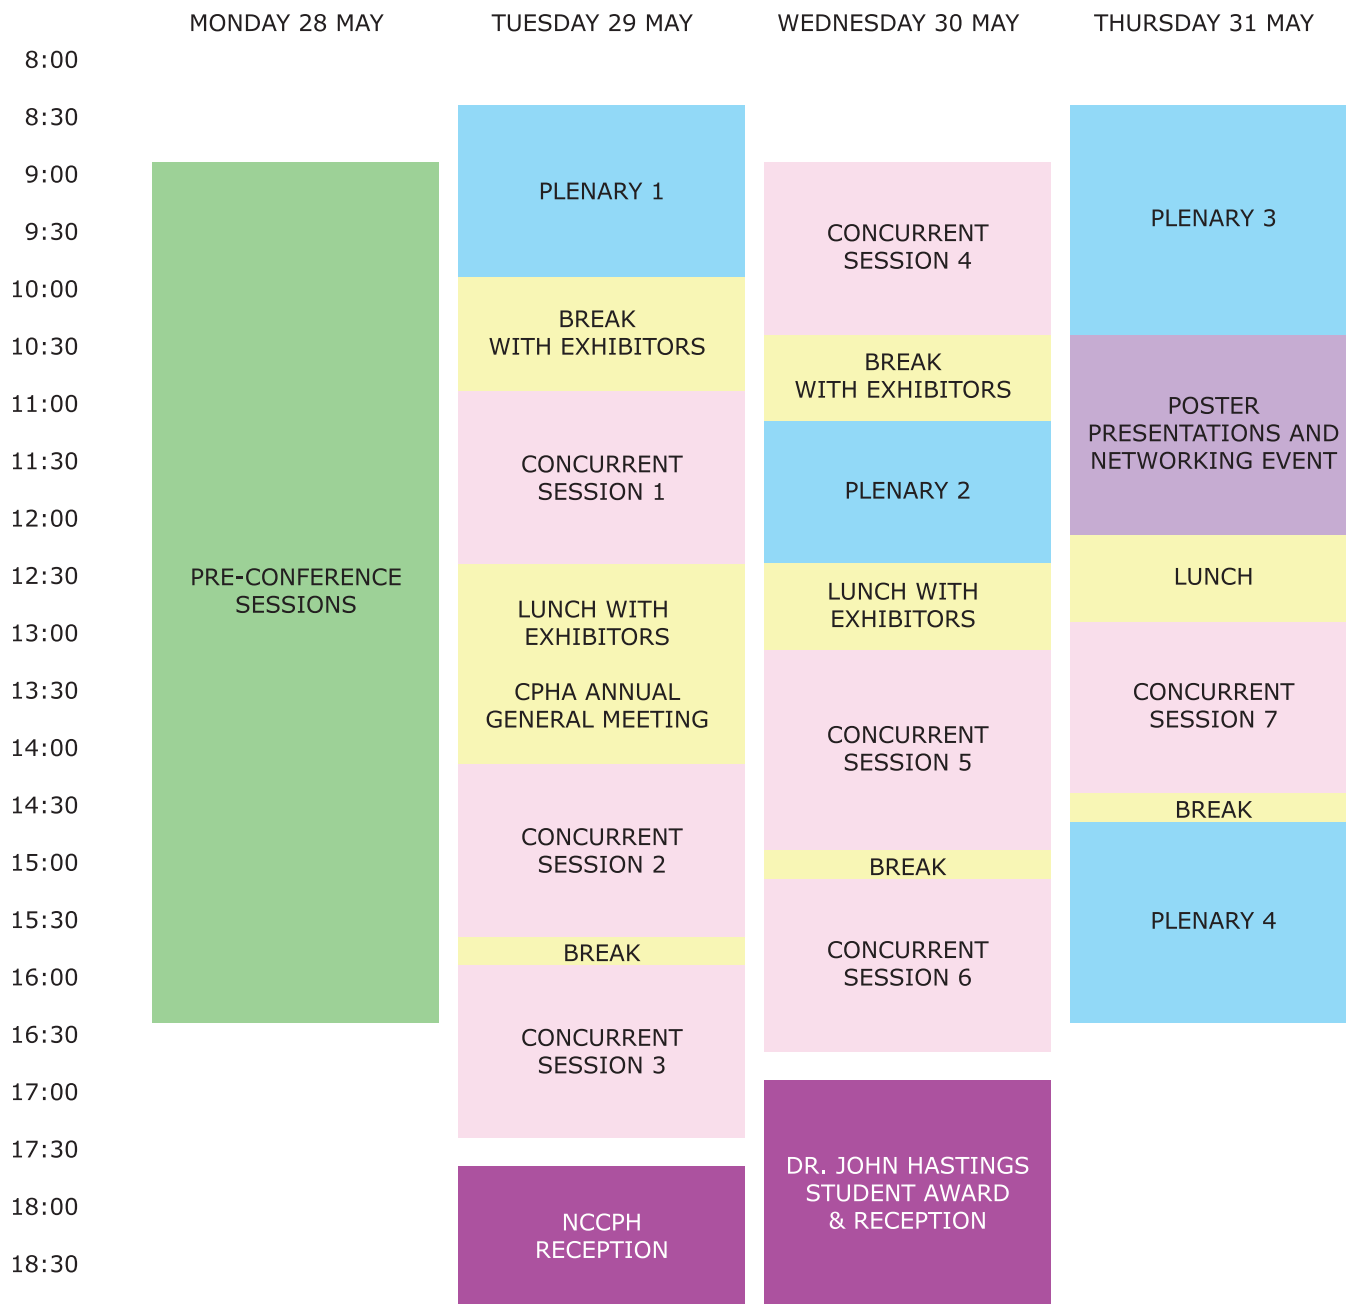 MONDAY 28 MAY
TUESDAY 29 MAY
WEDNESDAY 30 MAY
THURSDAY 31 MAY
8:00
8:30
9:00
9:30
10:00
10:30
11:00
11:30
12:00
12:30
13:00
13:30
14:00
14:30
15:00
15:30
16:00
16:30
17:00
17:30
18:00
18:30
PRE-CONFERENCE
SESSIONS
PLENARY 1
BREAK
WITH EXHIBITORS
CONCURRENT
SESSION 1
LUNCH WITH
EXHIBITORS
CPHA ANNUAL
GENERAL MEETING
CONCURRENT
SESSION 2
BREAK
CONCURRENT
SESSION 3
NCCPH
RECEPTION
CONCURRENT
SESSION 4
BREAK
WITH EXHIBITORS
PLENARY 2
LUNCH WITH
EXHIBITORS
CONCURRENT
SESSION 5
BREAK
CONCURRENT
SESSION 6
DR. JOHN HASTINGS
STUDENT AWARD
& RECEPTION
PLENARY 3
POSTER
PRESENTATIONS AND
NETWORKING EVENT
LUNCH
CONCURRENT
SESSION 7
BREAK
PLENARY 4